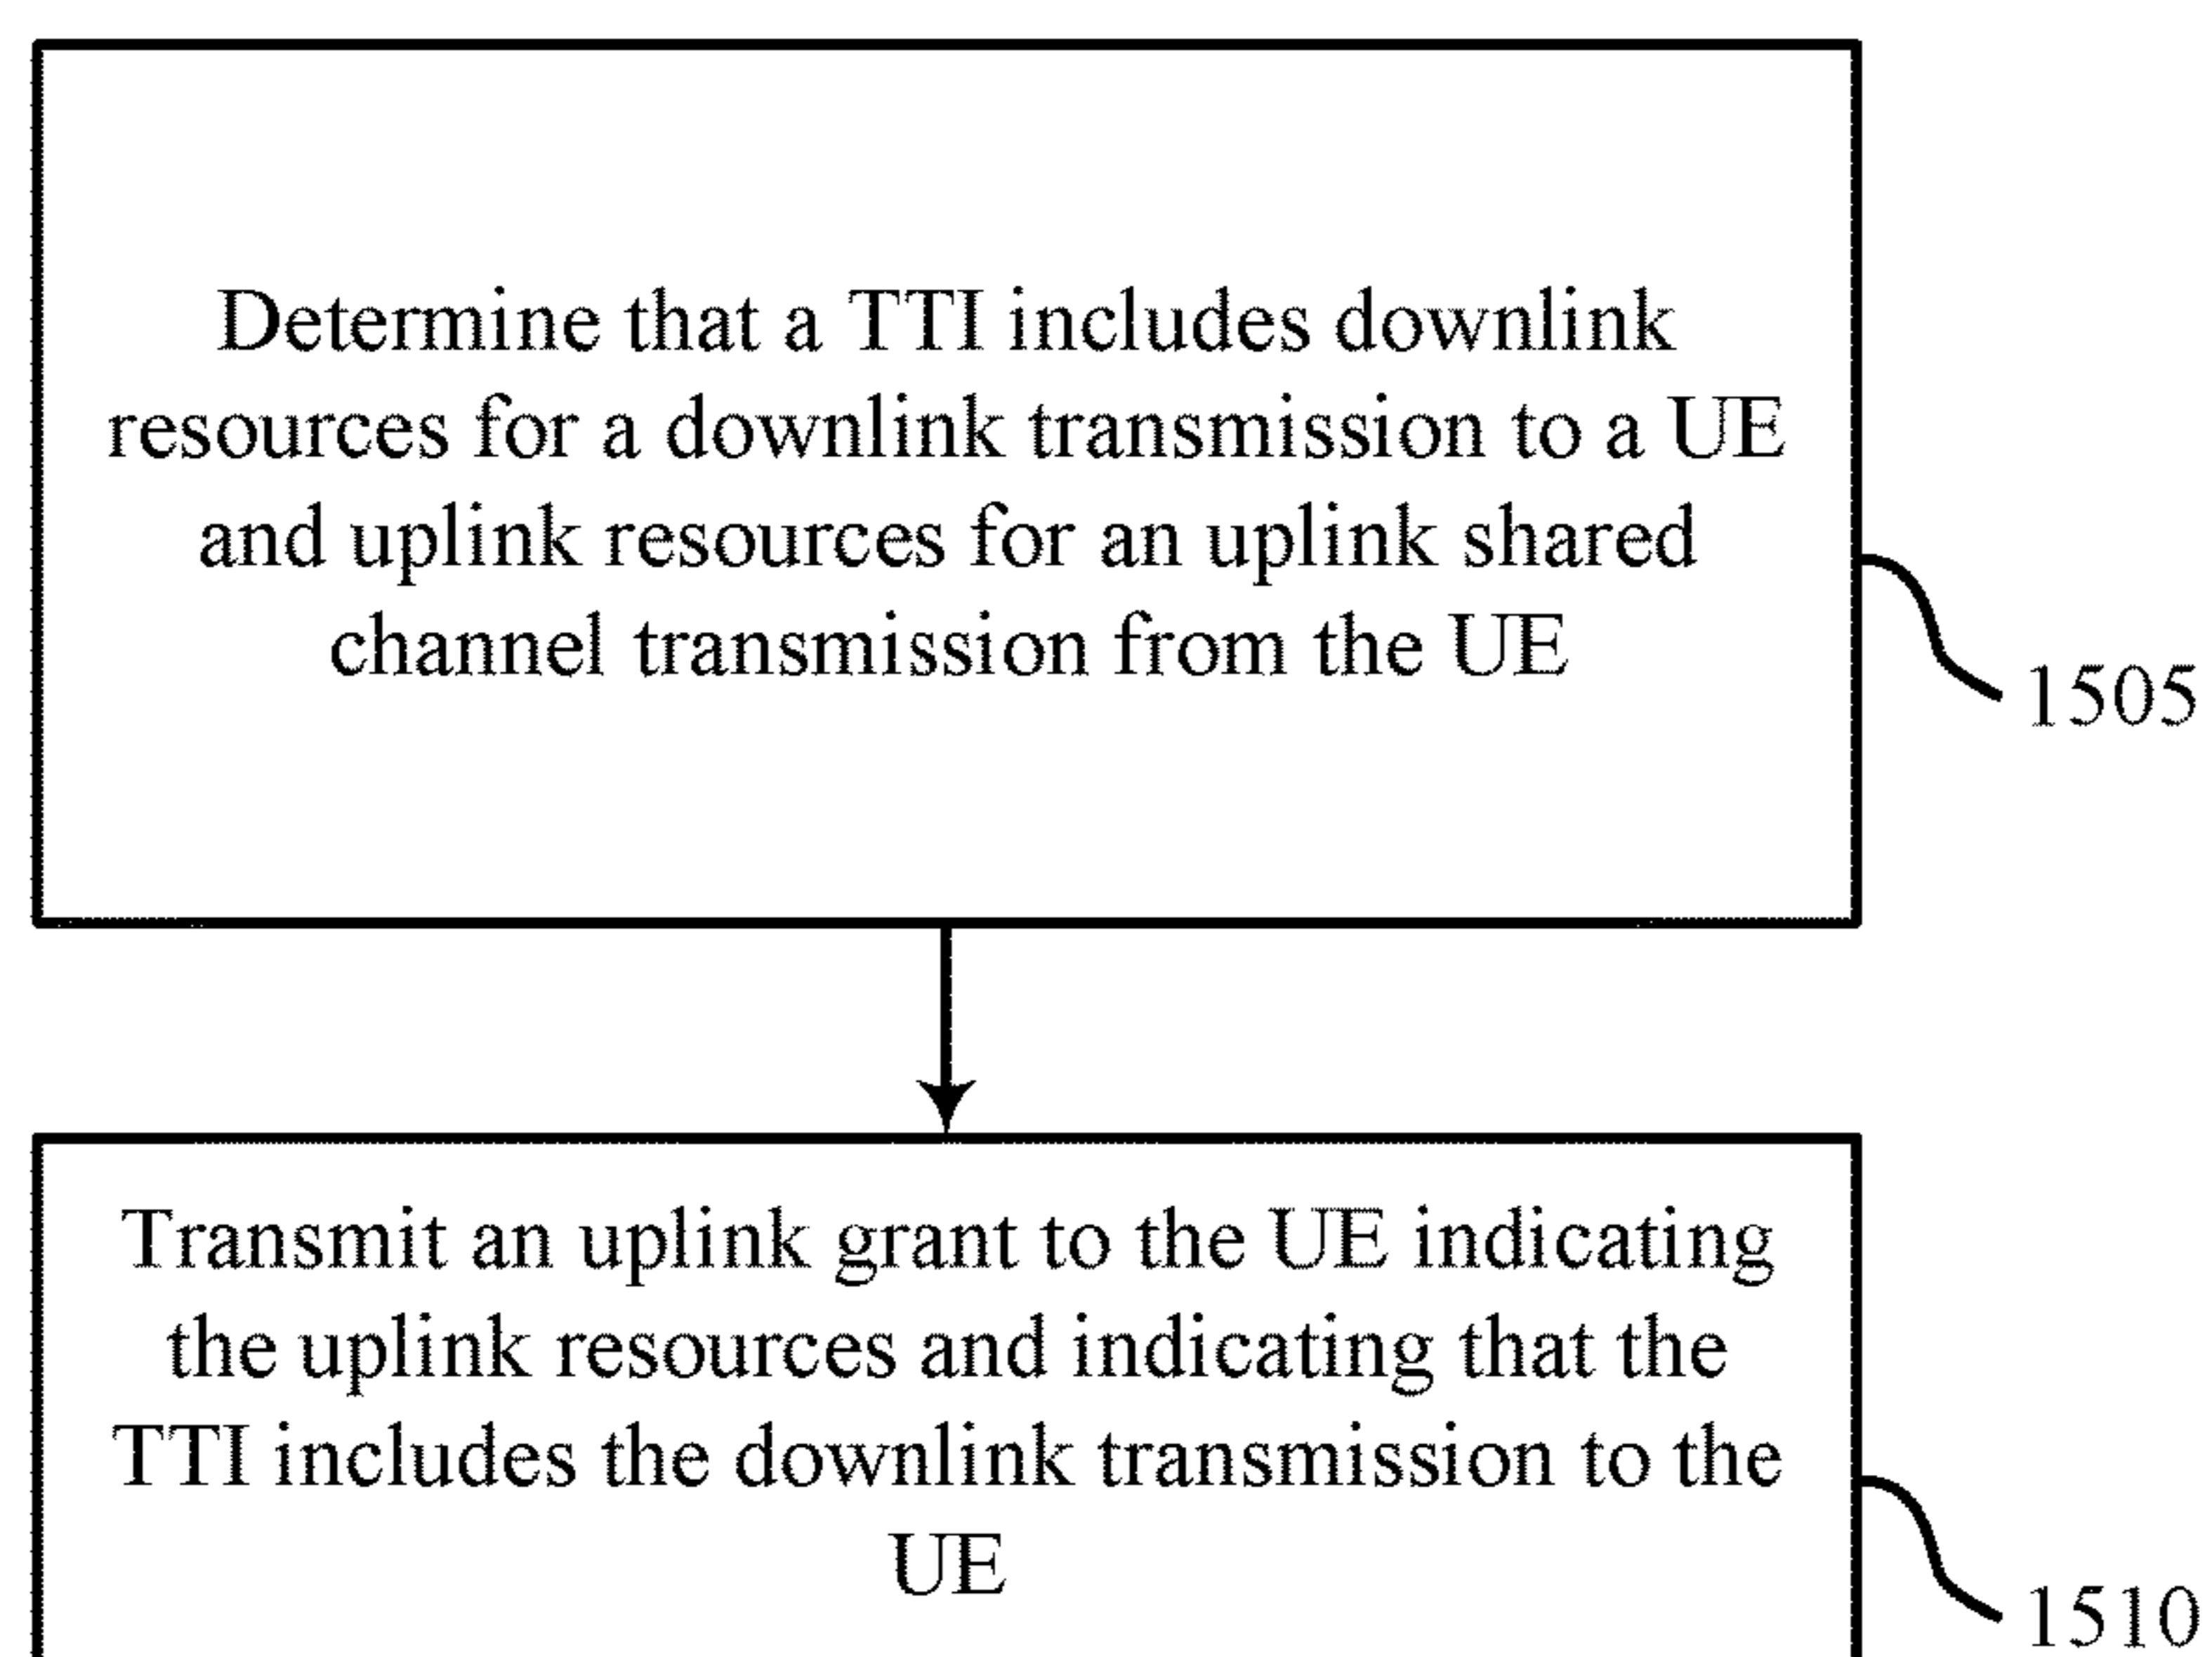 Determine that a TTI includes downlink
resources for a downlink transmission to a UE
and uplink resources for an uplink shared
channel transmission from the UE
1505
Transmit an uplink grant to the UE indicating
the uplink resources and indicating that the
TTI includes the downlink transmission to the
UE
1510